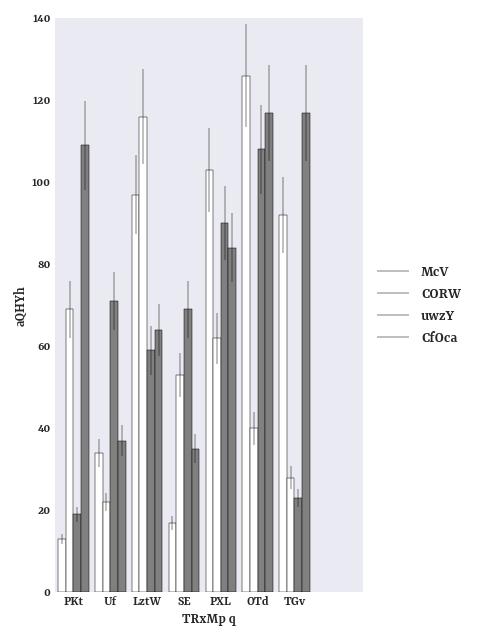 140
120
100
80
60
40
20
0
aQHYh
PKt Uf LztW SE PXL OTd TGv
TRxMp q
McV
CORW
uwzY
CfOca